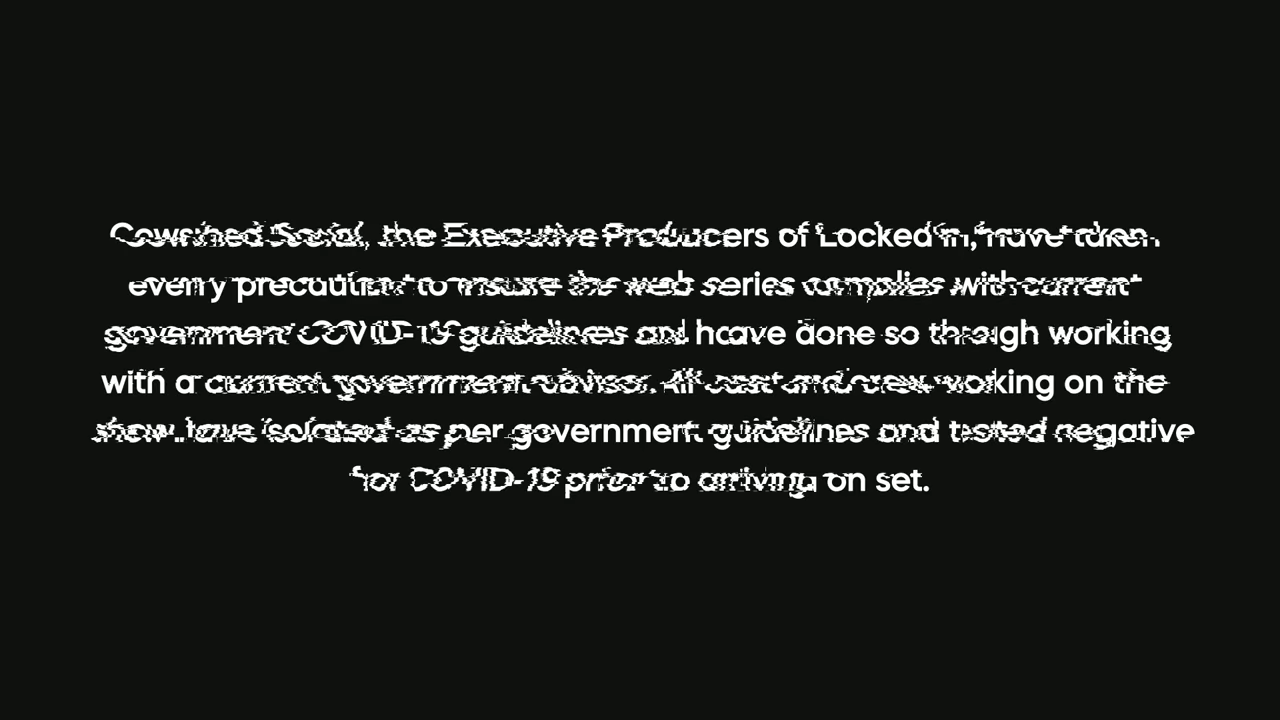 Cowshed Social, the Executive Producers of Locked in, have taken
every precaution to ensure the web series complies with current
government COVID-19 guidelines and have done so through working
with a current government advisor. All cast and crew working on the
show have isolated as per government guidelines and tested negative
for COVID-19 prior to arriving on set.